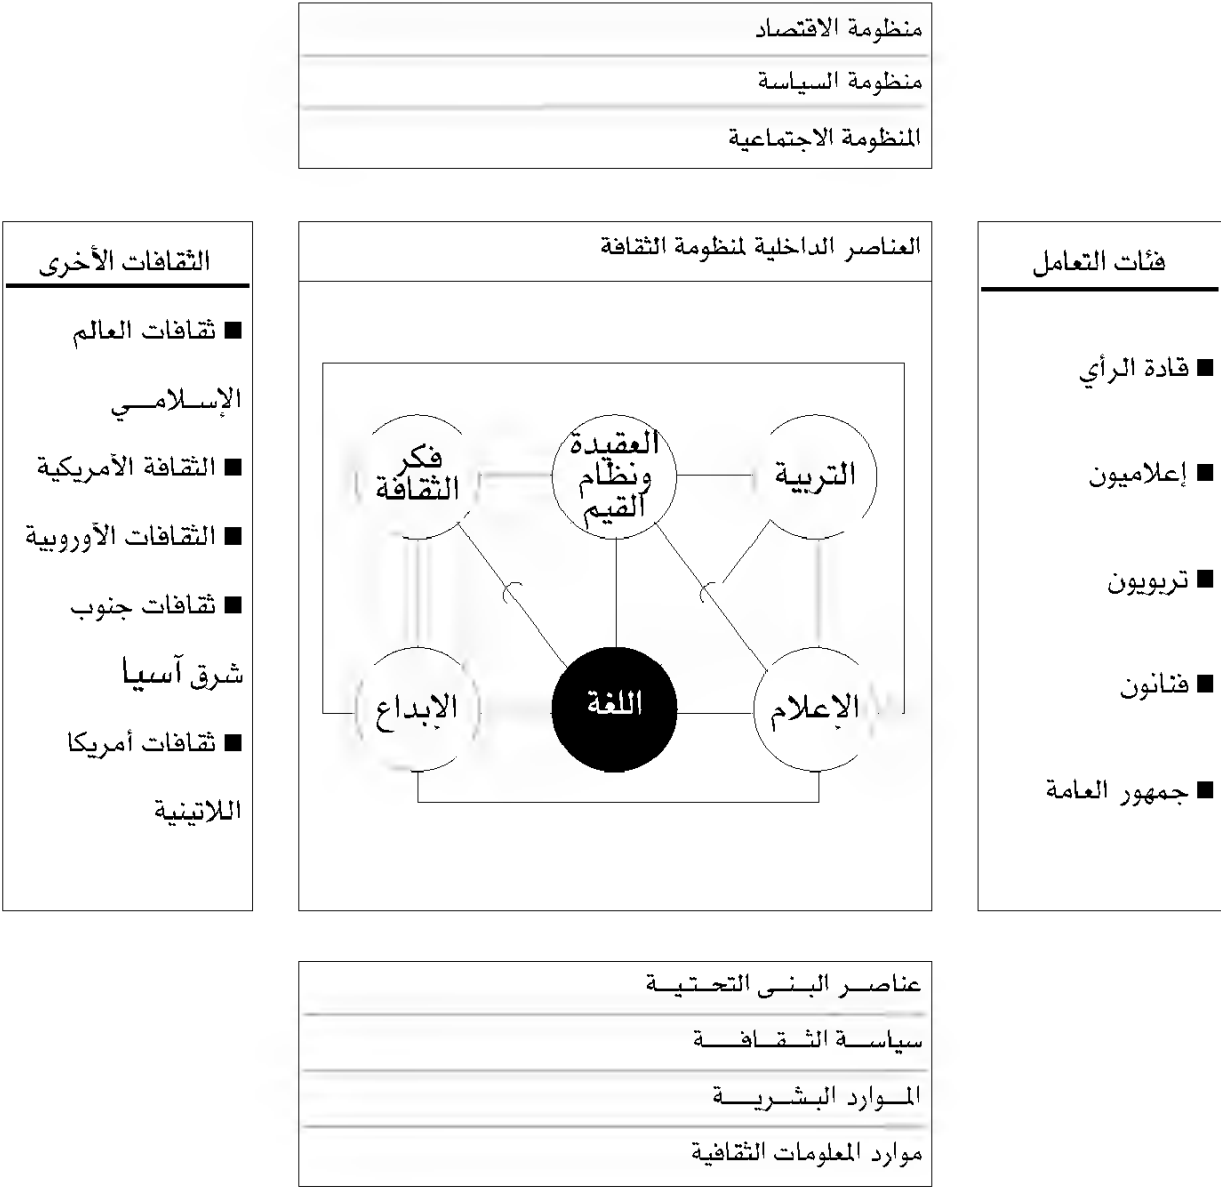 منظومة الاقتصاد
منظومة السياسة
المنظومة الاجتماعية
فئات التعامل
■ قادة الرأي
■ إعلاميون
■ تربويون
■ فنانون
■ جمهور العامة
العناصر الداخلية لمنظومة الثقافة
التربية
العقيدة
ونظام
القيم
فكر
الثقافة
الإعلام
اللغة
الإبداع
الثقافات الأخرى
■ ثقافات العالم
الإسلامي
■ الثقافة الأمريكية
■ الثقافات الأوروبية
■ ثقافات جنوب
شرق آسيا
■ ثقافات أمريكا
اللاتينية
عناصر البنى التحتية
سياسة الثقافة
الموارد البشرية
موارد المعلومات الثقافية